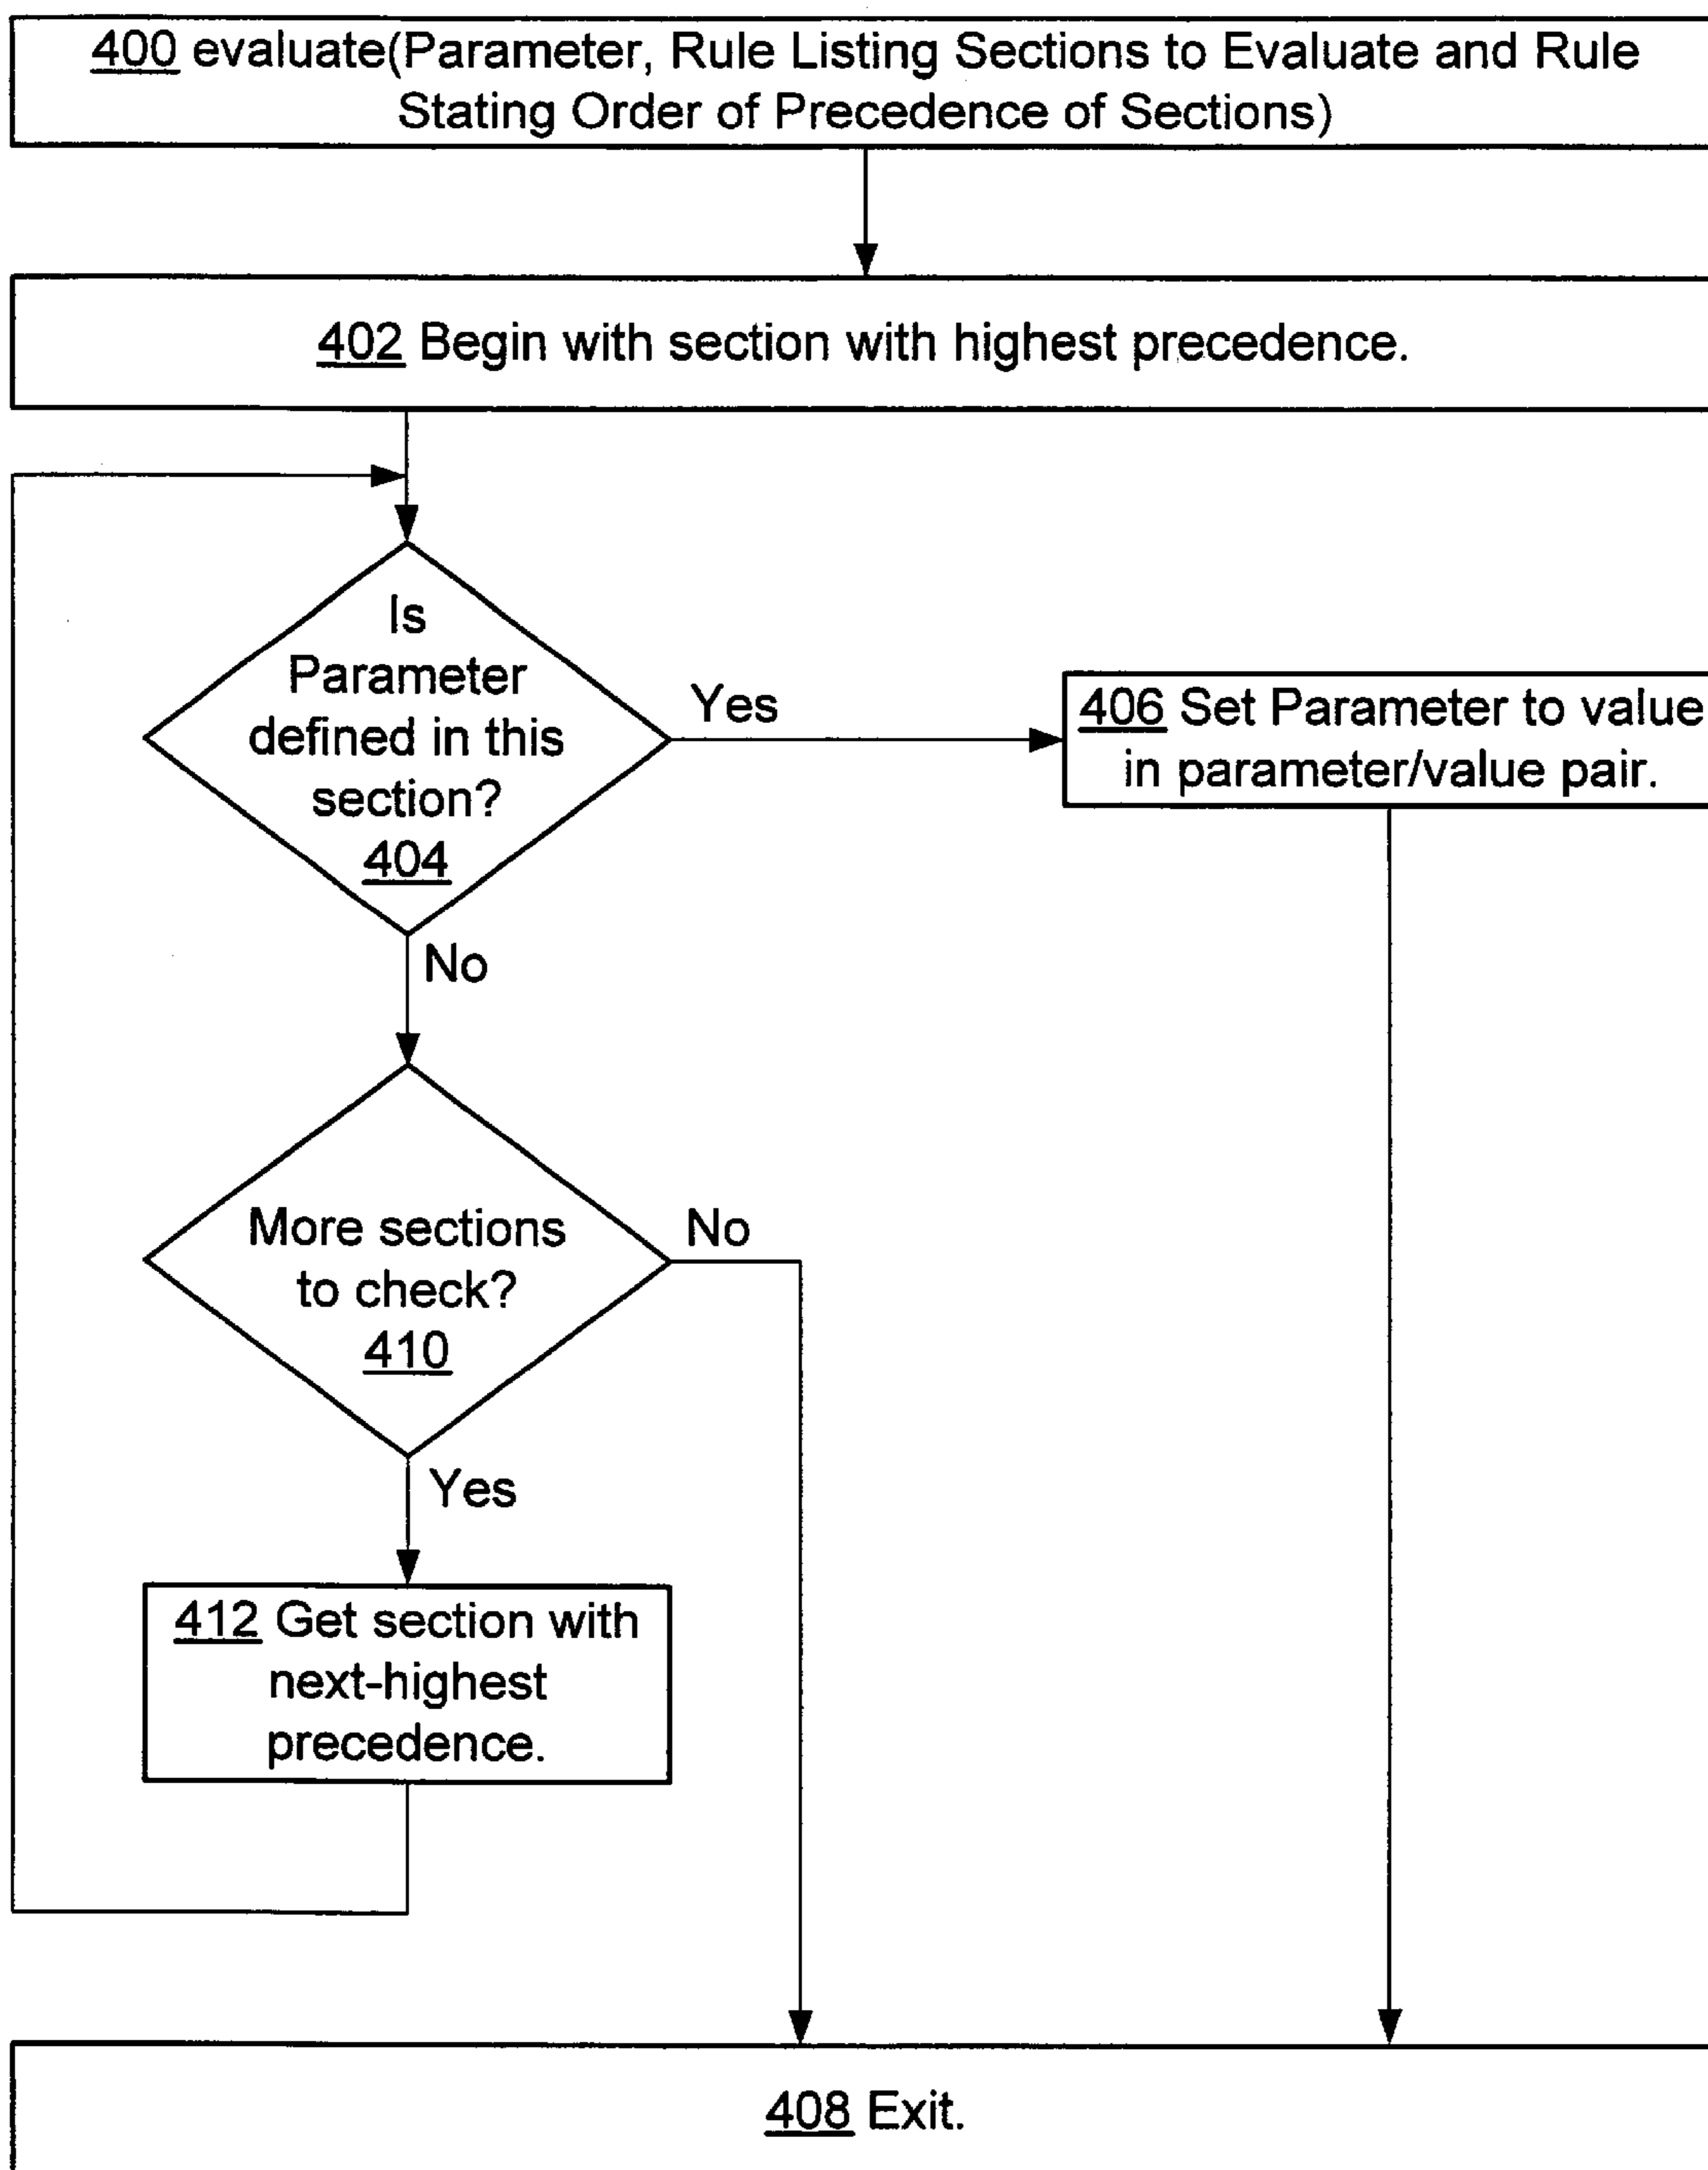 400 evaluate(Parameter, Rule Listing Sections to Evaluate and Rule
Stating Order of Precedence of Sections)
402 Begin with section with highest precedence.
Is
Parameter
defined in this
section?
404
Yes
406 Set Parameter to value
in parameter/value pair.
No
More sections
to check?
410
No
Yes
412 Get section with
next-highest
precedence.
408 Exit.